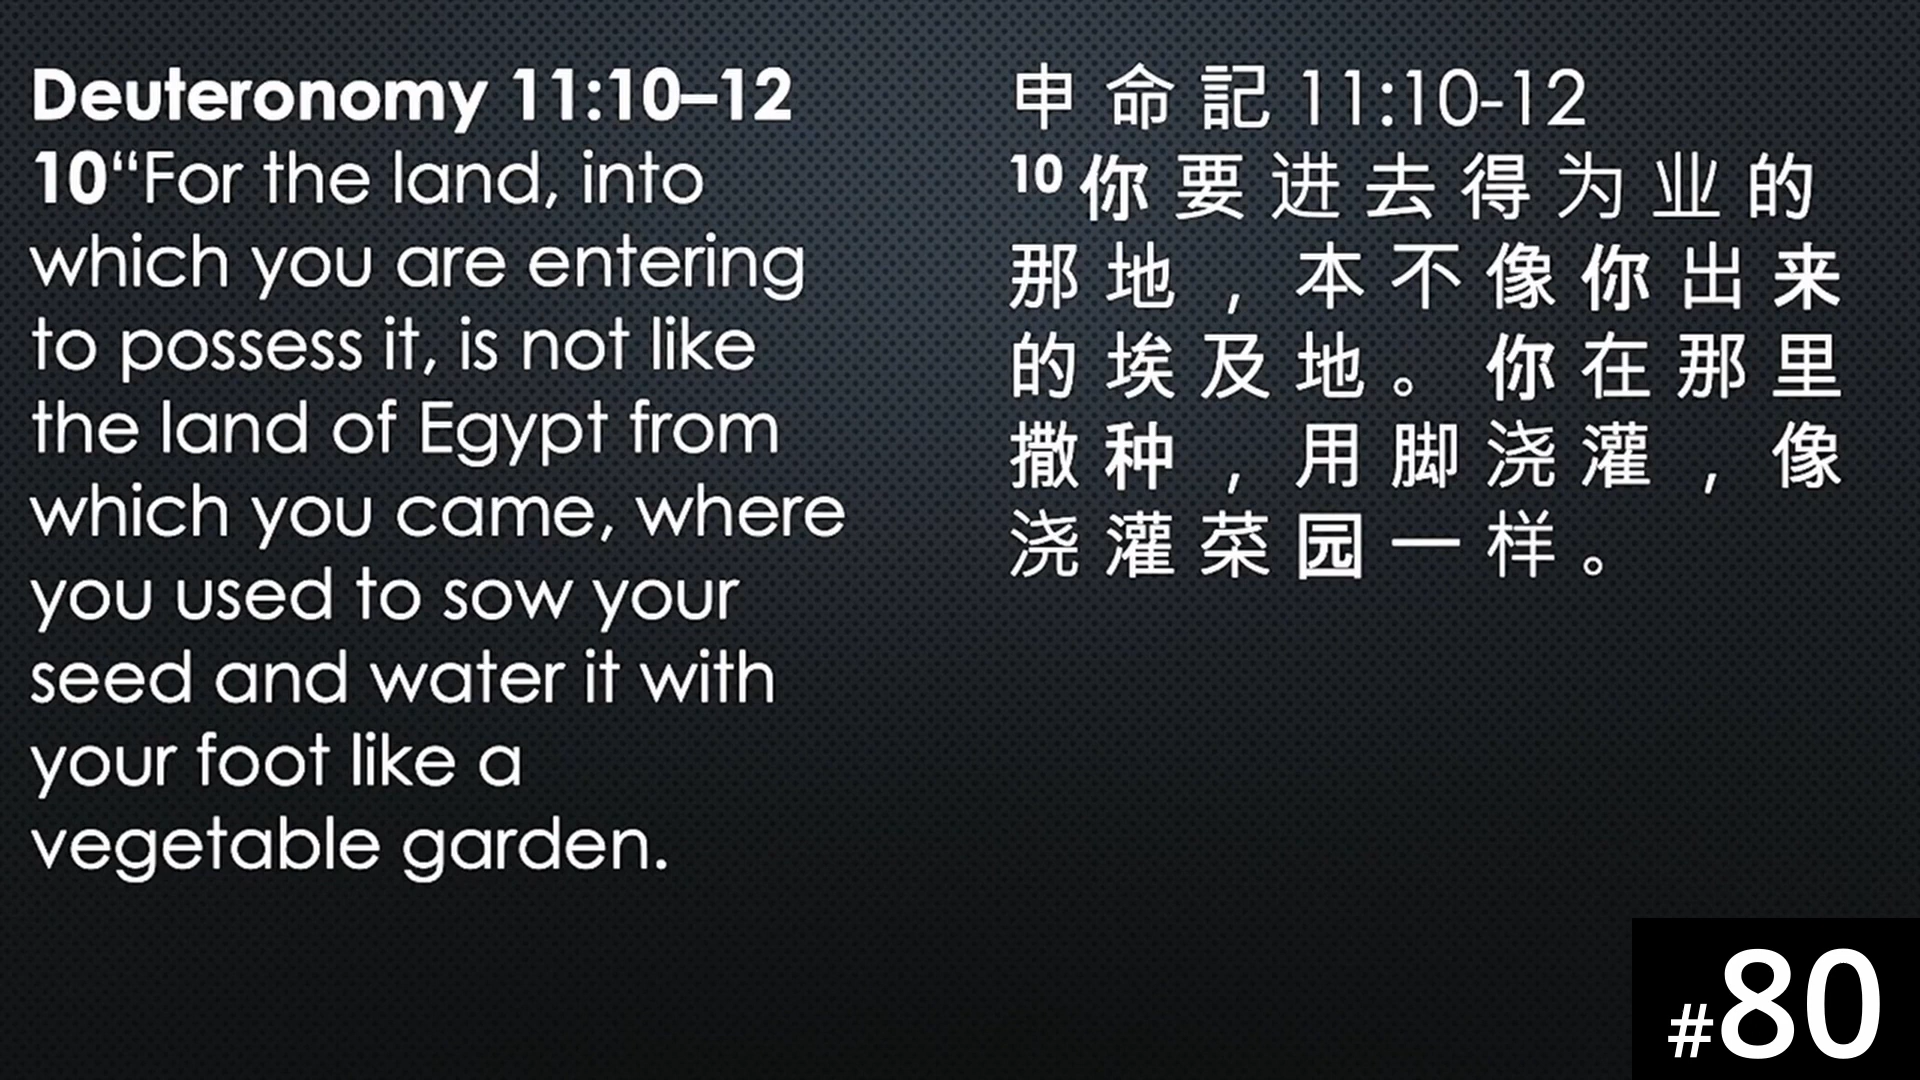 Deuteronomy 11:10–12
10“For the land, into
which you are entering
to possess it, is not like
the land of Egypt from
which you came, where
you used to sow your
seed and water it with
your foot like a
vegetable garden.
申命記 11:10-12
10 你要进去得为业的
那地，本不像你出来
的埃及地。你在那里
撒种，用脚浇灌，像
浇灌菜园一样。
#80